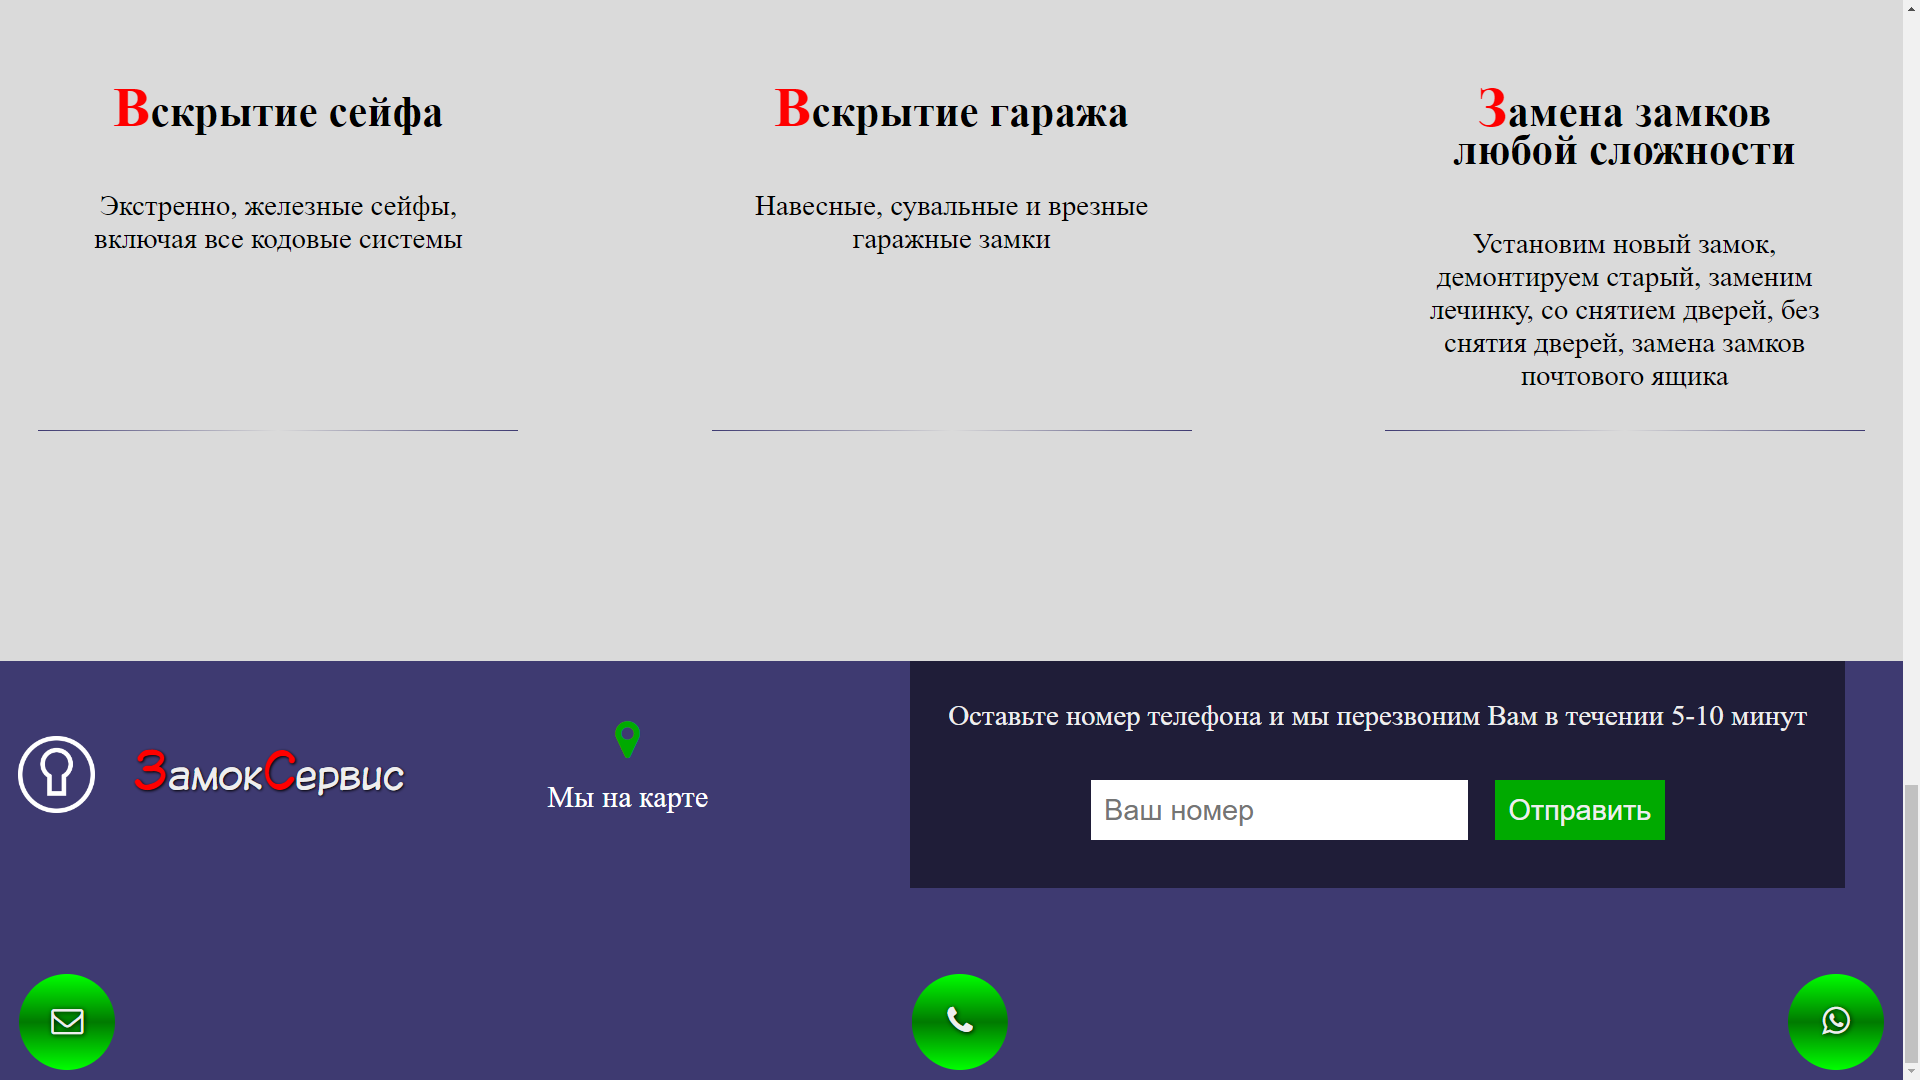 Вскрытие сейфа
Экстренно, железные сейфы,
включая все кодовые системы
Вскрытие гаража
Навесные, сувальные и врезные
гаражные замки
Замена замков
любой сложности
Установим новый замок,
демонтируем старый, заменим
лечинку, со снятием дверей, без
снятия дверей, замена замков
почтового ящика
ЗамокСервис
Мы на карте
Оставьте номер телефона и мы перезвоним Вам в течении 5-10 минут
Ваш номер
Отправить